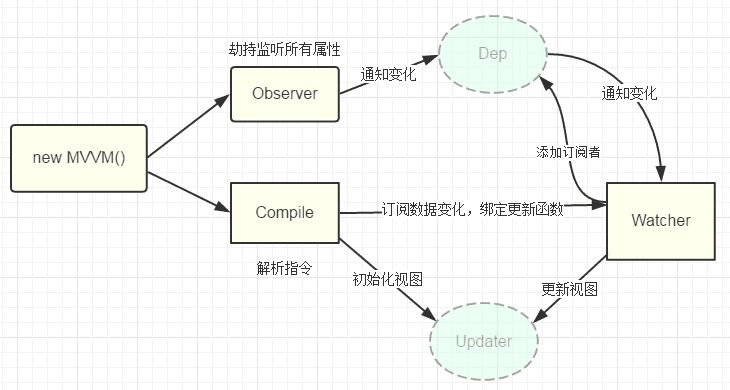 劫持监听所有属性
Dep
Observer
通知变化
通知变化
new MVVM()
添加订阅者
Compile
订阅数据变化，绑定更新函数
Watcher
解析指令
初始化视图
更新视图
Updater